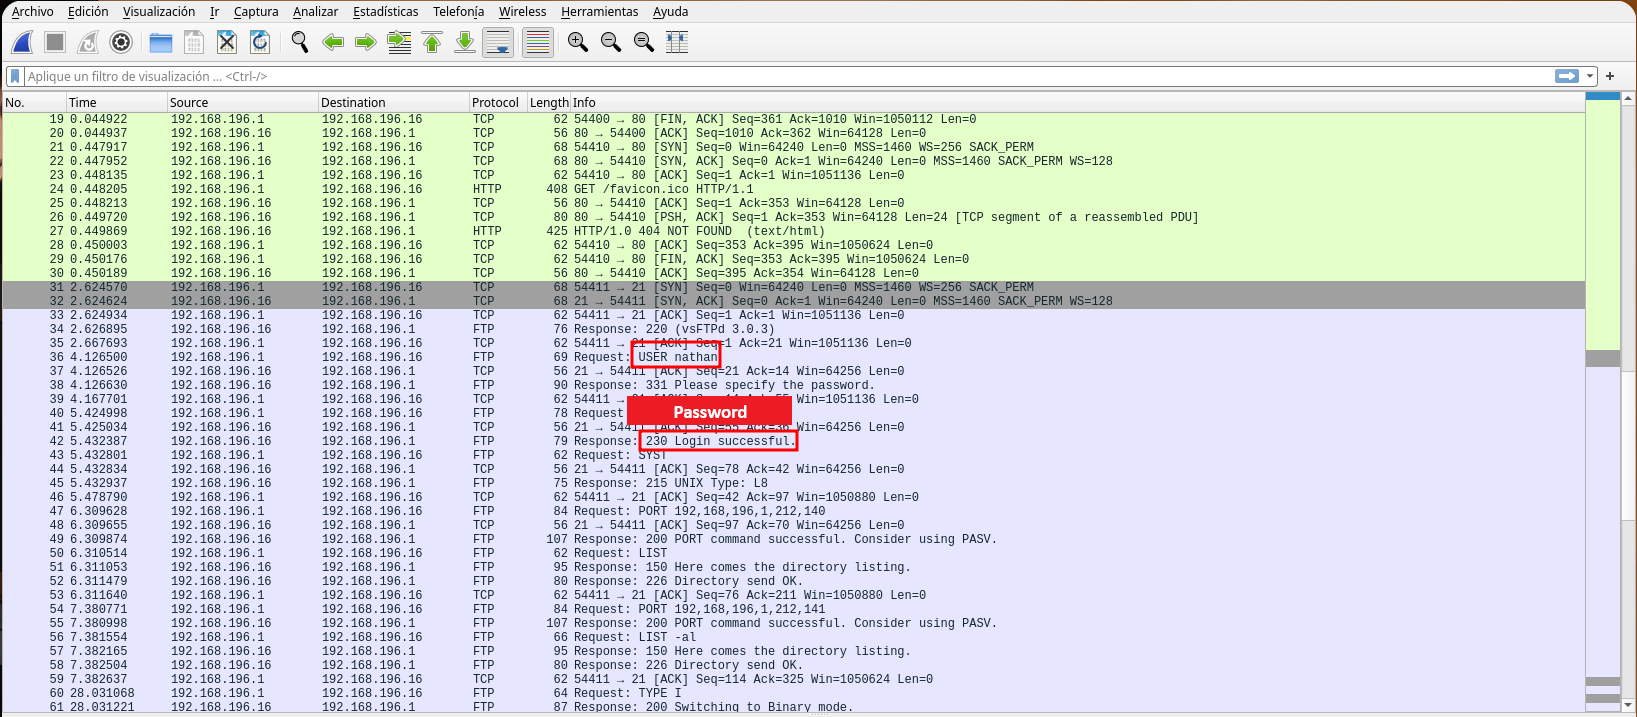 Archivo Edición Visualización Ir Captura Analizar Estadísticas Telefonía Wireless Herramientas Ayuda
Aplique un filtro de visualización ... <Ctrl-/>
No. Time Source Destination Protocol Length Info
19 0.044922 192.168.196.1 192.168.196.16 TCP 62 54400 → 80 [FIN, ACK] Seq=361 Ack=1010 Win=1050112 Len=0
20 0.044937 192.168.196.16 192.168.196.1 TCP 56 80 → 54400 [ACK] Seq=1010 Ack=362 Win=64128 Len=0
21 0.447917 192.168.196.1 192.168.196.16 TCP 68 54410 → 80 [SYN] Seq=0 Win=64240 Len=0 MSS=1460 WS=256 SACK_PERM
22 0.447952 192.168.196.16 192.168.196.1 TCP 68 80 → 54410 [SYN, ACK] Seq=0 Ack=1 Win=64240 Len=0 MSS=1460 SACK_PERM WS=128
23 0.448135 192.168.196.1 192.168.196.16 TCP 62 54410 → 80 [ACK] Seq=1 Ack=1 Win=1051136 Len=0
24 0.448205 192.168.196.1 192.168.196.16 HTTP 408 GET /favicon.ico HTTP/1.1
25 0.448213 192.168.196.16 192.168.196.1 TCP 56 80 → 54410 [ACK] Seq=1 Ack=353 Win=64128 Len=0
26 0.449720 192.168.196.16 192.168.196.1 TCP 80 80 → 54410 [PSH, ACK] Seq=1 Ack=353 Win=64128 Len=24 [TCP segment of a reassembled PDU]
27 0.449869 192.168.196.16 192.168.196.1 HTTP 425 HTTP/1.0 404 NOT FOUND (text/html)
28 0.450003 192.168.196.1 192.168.196.16 TCP 62 54410 → 80 [ACK] Seq=353 Ack=395 Win=1050624 Len=0
29 0.450176 192.168.196.1 192.168.196.16 TCP 62 54410 → 80 [FIN, ACK] Seq=353 Ack=395 Win=1050624 Len=0
30 0.450189 192.168.196.16 192.168.196.1 TCP 56 80 → 54410 [ACK] Seq=395 Ack=354 Win=64128 Len=0
31 2.624570 192.168.196.1 192.168.196.16 TCP 68 54411 → 21 [SYN] Seq=0 Win=64240 Len=0 MSS=1460 WS=256 SACK_PERM
32 2.624624 192.168.196.16 192.168.196.1 TCP 68 21 → 54411 [SYN, ACK] Seq=0 Ack=1 Win=64240 Len=0 MSS=1460 SACK_PERM WS=128
33 2.624934 192.168.196.1 192.168.196.16 TCP 62 54411 → 21 [ACK] Seq=1 Ack=1 Win=1051136 Len=0
34 2.626895 192.168.196.16 192.168.196.1 FTP 76 Response: 220 (vsFTPd 3.0.3)
35 2.667693 192.168.196.1 192.168.196.16 TCP 62 54411 → 21 [ACK] Seq=1 Ack=21 Win=1051136 Len=0
36 4.126500 192.168.196.1 192.168.196.16 FTP 69 Request: USER nathan
37 4.126526 192.168.196.16 192.168.196.1 TCP 56 21 → 54411 [ACK] Seq=21 Ack=14 Win=64256 Len=0
38 4.126630 192.168.196.16 192.168.196.1 FTP 90 Response: 331 Please specify the password.
39 4.167701 192.168.196.1 192.168.196.16 TCP 62 54411 → Win=1051136 Len=0
40 5.424998 192.168.196.1 192.168.196.16 FTP 78 Request Password
41 5.425034 192.168.196.16 192.168.196.1 TCP 56 21 → 54411 [ACK] Seq=55 Ack=36 Win=64256 Len=0
42 5.432387 192.168.196.16 192.168.196.1 FTP 79 Response: 230 Login successful.
43 5.432801 192.168.196.1 192.168.196.16 FTP 62 Request: SYST
44 5.432834 192.168.196.16 192.168.196.1 TCP 56 21 → 54411 [ACK] Seq=78 Ack=42 Win=64256 Len=0
45 5.432937 192.168.196.16 192.168.196.1 FTP 75 Response: 215 UNIX Type: L8
46 5.478790 192.168.196.1 192.168.196.16 TCP 62 54411 → 21 [ACK] Seq=42 Ack=97 Win=1050880 Len=0
47 6.309628 192.168.196.1 192.168.196.16 FTP 84 Request: PORT 192,168,196,1,212,140
48 6.309655 192.168.196.16 192.168.196.1 TCP 56 21 → 54411 [ACK] Seq=97 Ack=70 Win=64256 Len=0
49 6.309874 192.168.196.16 192.168.196.1 FTP 107 Response: 200 PORT command successful. Consider using PASV.
50 6.310514 192.168.196.1 192.168.196.16 FTP 62 Request: LIST
51 6.311053 192.168.196.16 192.168.196.1 FTP 95 Response: 150 Here comes the directory listing.
52 6.311479 192.168.196.16 192.168.196.1 FTP 80 Response: 226 Directory send OK.
53 6.311640 192.168.196.1 192.168.196.16 TCP 62 54411 → 21 [ACK] Seq=76 Ack=211 Win=1050880 Len=0
54 7.380771 192.168.196.1 192.168.196.16 FTP 84 Request: PORT 192,168,196,1,212,141
55 7.380998 192.168.196.16 192.168.196.1 FTP 107 Response: 200 PORT command successful. Consider using PASV.
56 7.381554 192.168.196.1 192.168.196.16 FTP 66 Request: LIST -al
57 7.382165 192.168.196.16 192.168.196.1 FTP 95 Response: 150 Here comes the directory listing.
58 7.382504 192.168.196.16 192.168.196.1 FTP 80 Response: 226 Directory send OK.
59 7.382637 192.168.196.1 192.168.196.16 TCP 62 54411 → 21 [ACK] Seq=114 Ack=325 Win=1050624 Len=0
60 28.031068 192.168.196.1 192.168.196.16 FTP 64 Request: TYPE I
61 28.031221 192.168.196.16 192.168.196.1 FTP 87 Response: 200 Switching to Binary mode.